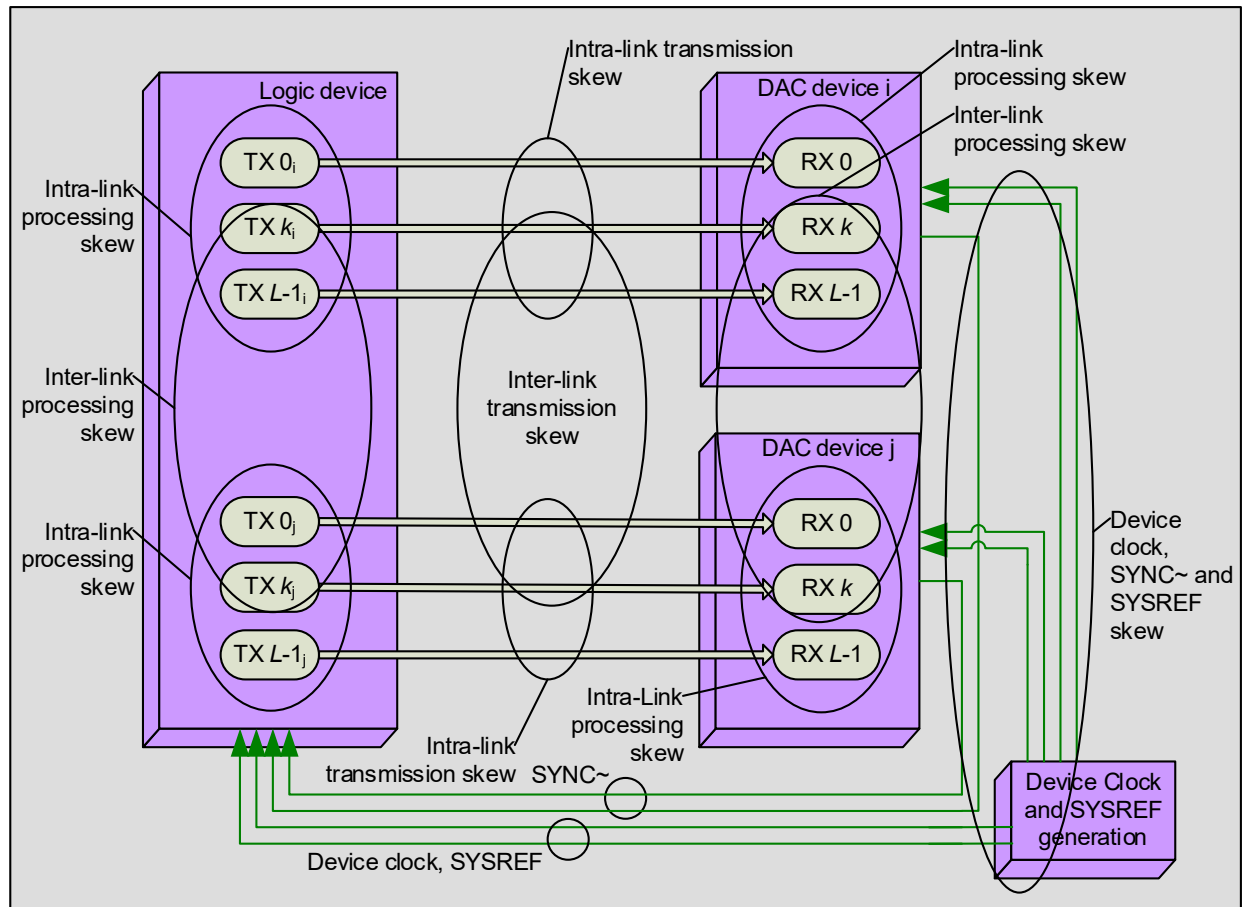 Intra-link transmission
skew
Intra-link
processing skew
Inter-link
processing skew
Logic device
DAC device i
TX 0i
RX 0
Intra-link
processing
skew
TX ki
RX k
TX L-1i
RX L-1
Inter-link
processing
skew
Inter-link
transmission
skew
DAC device j
TX 0j
RX 0
Intra-link
processing
skew
TX kj
RX k
Device
clock,
SYNC~ and
SYSREF
skew
TX L-1j
RX L-1
Intra-Link
processing
skew
Intra-link
transmission skew
SYNC~
Device Clock
and SYSREF
generation
Device clock, SYSREF